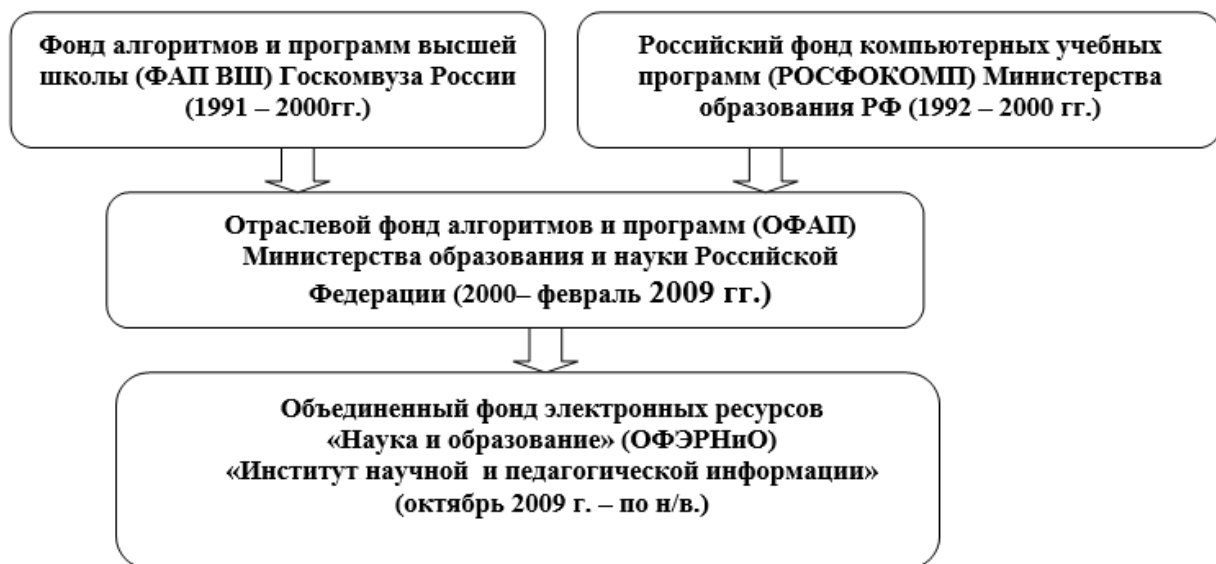 Фонд алгоритмов и программ высшей
школы (ФАП ВШ) Госкомвуза России
(1991 – 2000гг.)
Российский фонд компьютерных учебных
программ (РОСФОКОМП) Министерства
образования РФ (1992 – 2000 гг.)
Отраслевой фонд алгоритмов и программ (ОФАП)
Министерства образования и науки Российской
Федерации (2000– февраль 2009 гг.)
Объединенный фонд электронных ресурсов
«Наука и образование» (ОФЭРНиО)
«Институт научной и педагогической информации»
(октябрь 2009 г. – по н/в.)